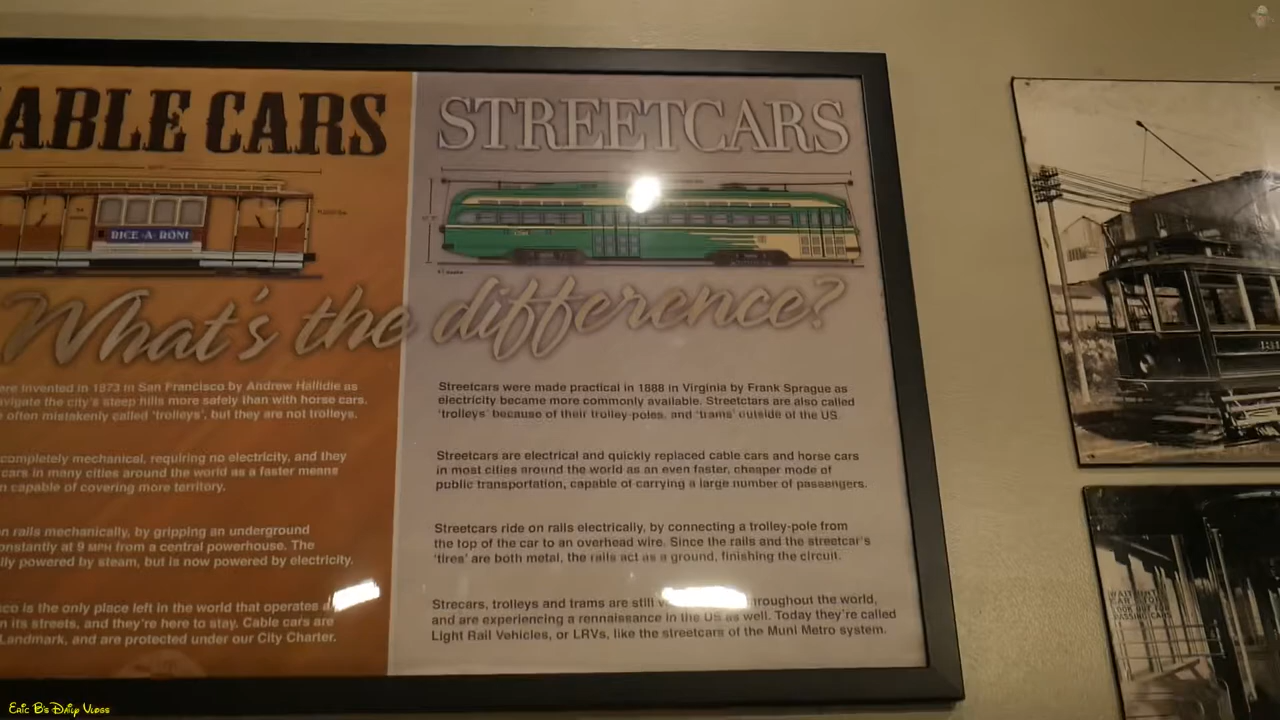 ABLE CARS
RICE-A-RONI
What's the difference?
ere invented in 1873 in San Francisco by Andrew Hallidie as
avigate the city's steep hills more safely than with horse cars.
e often mistakenly called 'trolleys', but they are not trolleys.
completely mechanical, requiring no electricity, and they
cars in many cities around the world as a faster means
n capable of covering more territory.
n rails mechanically, by gripping an underground
onstantly at 9 MPH from a central powerhouse. The
lly powered by steam, but is now powered by electricity.
co is the only place left in the world that operates
n its streets, and they're here to stay. Cable cars are
Landmark, and are protected under our City Charter.
STREETCARS
Streetcars were made practical in 1888 in Virginia by Frank Sprague as
electricity became more commonly available. Streetctars are also called
'trolleys' because of their trolley-poles, and 'trams' outside of the US.
Streetcars are electrical and quickly replaced cable cars and horse cars
in most cities around the world as an even faster, cheaper mode of
public transportation, capable of carrying a large number of passengers.
Streetcars ride on rails electrically, by connecting a trolley-pole from
the top of the car to an overhead wire. Since the rails and the streetcar's
'tires' are both metal, the rails act as a ground, finishing the circuit.
Strecars, trolleys and trams are still throughout the world,
and are experiencing a rennaissance in the US as well. Today they're called
Light Rail Vehicles, or LRVs, like the streetcars of the Muni Metro system.
WAIT UNTIL
CAR STOPS
LOOK OUT FOR
PASSING CARS
Eric B's Daily Vlogs